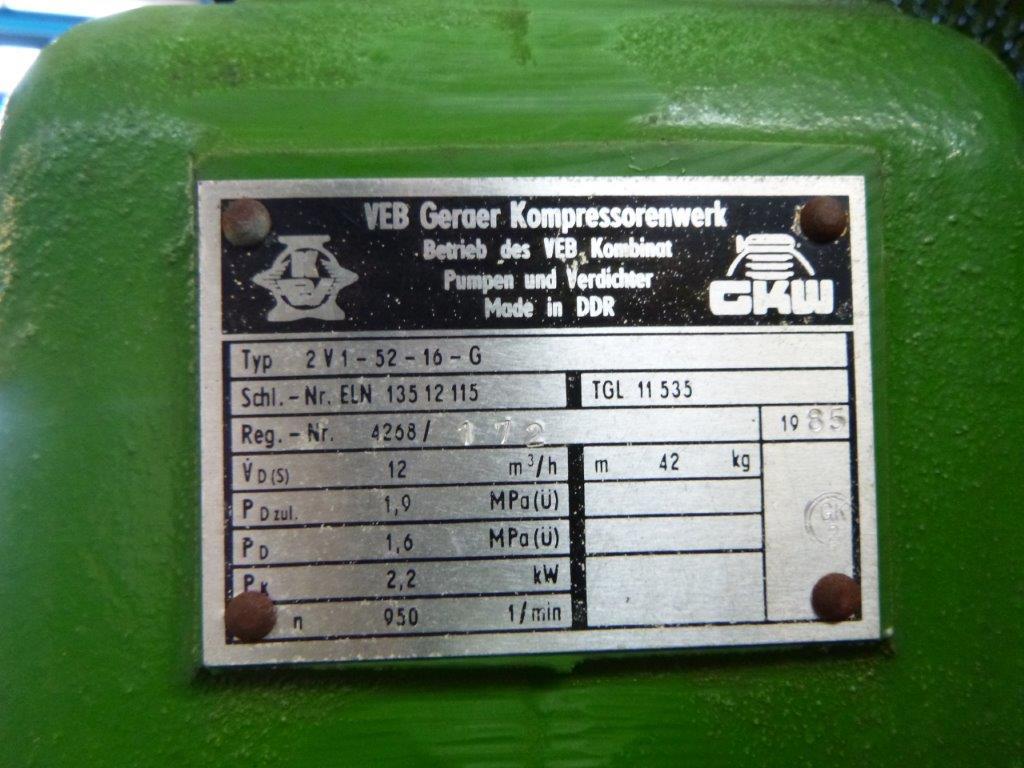 VEB Geraer Kompressorenwerk
Betrieb des VEB Kombinat
Pumpen und Verdichter
Made in DDR
GKW
Typ 2V1-52-16-G
Schl.-Nr. ELN 135 12 115 TGL 11 535
Reg.-Nr. 4268/ 172 1985
V̇D(S) 12 m³/h m 42 kg
PD zul. 1,9 MPa(Ü)
PD 1,6 MPa(Ü)
PK 2,2 kW
n 950 1/min